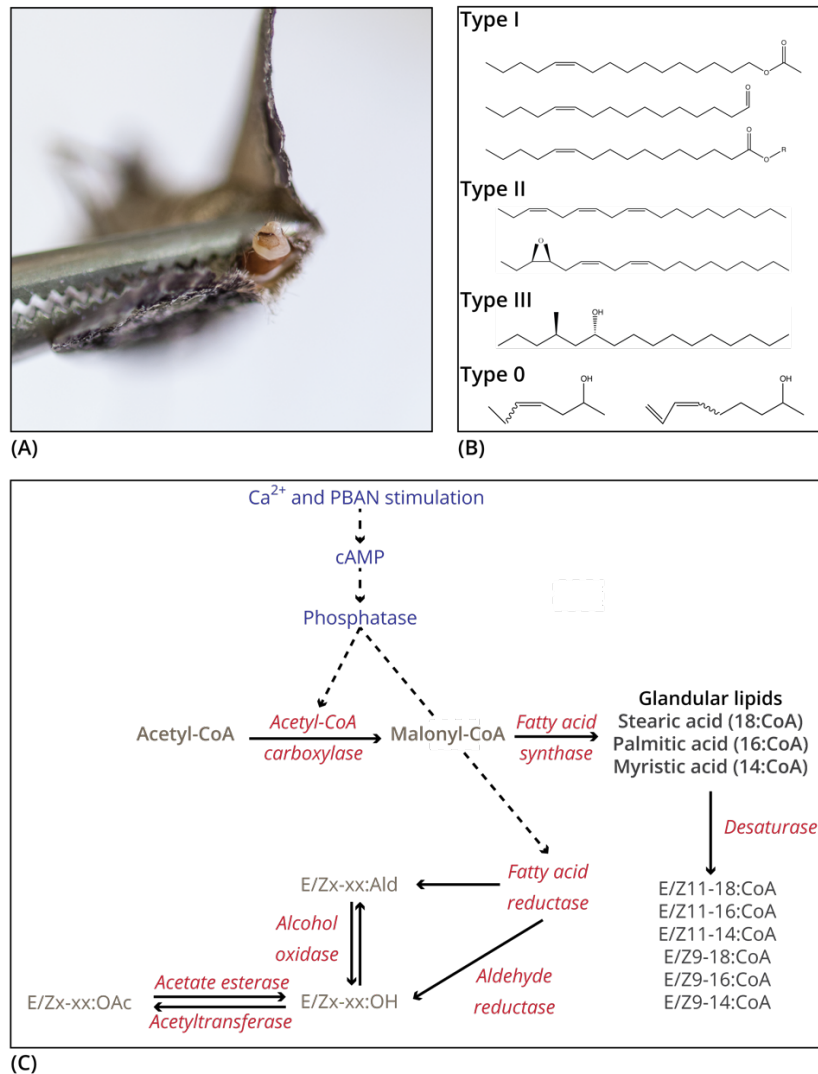 Type I
O
O
O
O
O
R
Type II
O
Type III
OH
Type 0
OH
OH
(A)
(B)
Ca2+ and PBAN stimulation
cAMP
Phosphatase
Acetyl-CoA
Acetyl-CoA
carboxylase
Malonyl-CoA
Fatty acid
synthase
Glandular lipids
Stearic acid (18:CoA)
Palmitic acid (16:CoA)
Myristic acid (14:CoA)
Desaturase
E/Zx-xx:Ald
Fatty acid
reductase
Alcohol
oxidase
Aldehyde
reductase
E/Zx-xx:OAc
Acetate esterase
Acetyltransferase
E/Zx-xx:OH
E/Z11-18:CoA
E/Z11-16:CoA
E/Z11-14:CoA
E/Z9-18:CoA
E/Z9-16:CoA
E/Z9-14:CoA
(C)